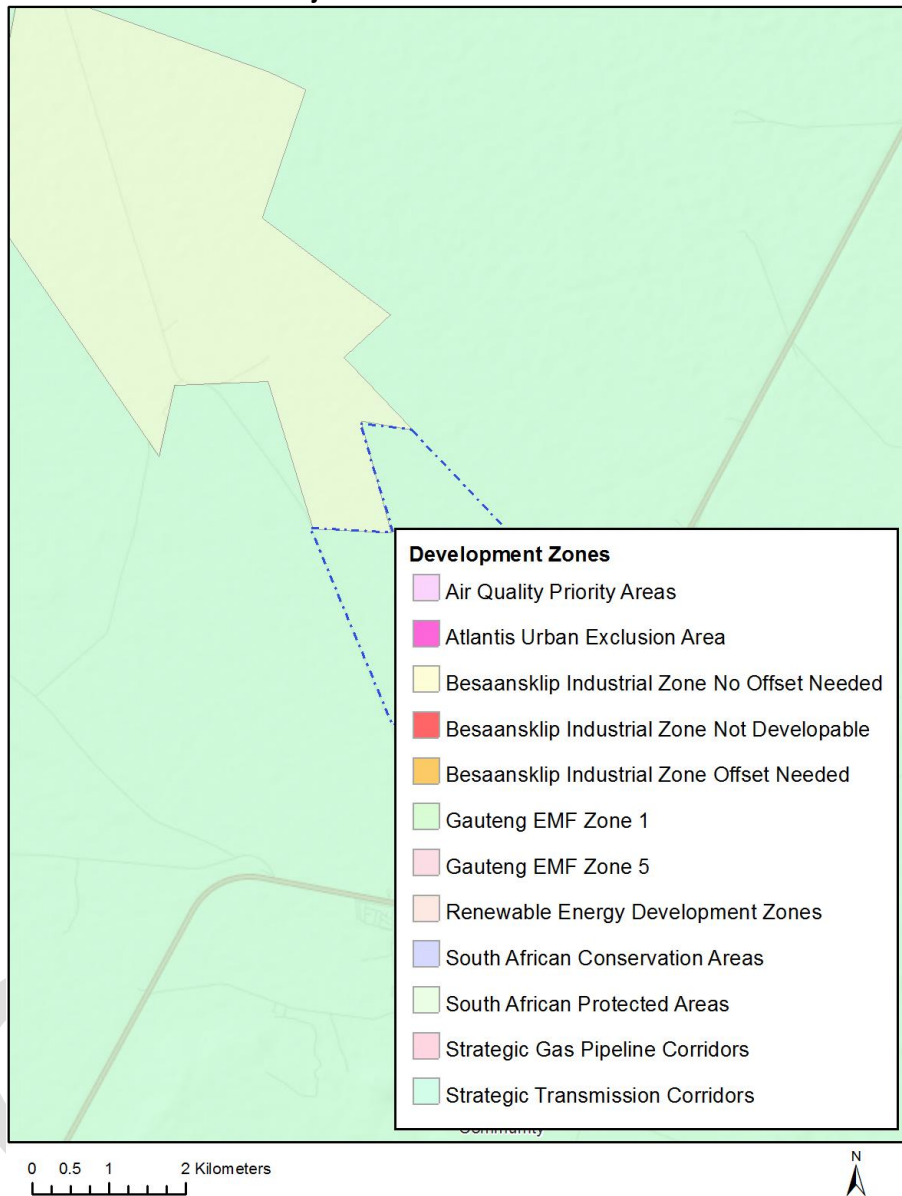 Development Zones
Air Quality Priority Areas
Atlantis Urban Exclusion Area
Besaansklip Industrial Zone No Offset Needed
Besaansklip Industrial Zone Not Developable
Besaansklip Industrial Zone Offset Needed
Gauteng EMF Zone 1
Gauteng EMF Zone 5
Renewable Energy Development Zones
South African Conservation Areas
South African Protected Areas
Strategic Gas Pipeline Corridors
Strategic Transmission Corridors
0 0.5 1 2 Kilometers
N